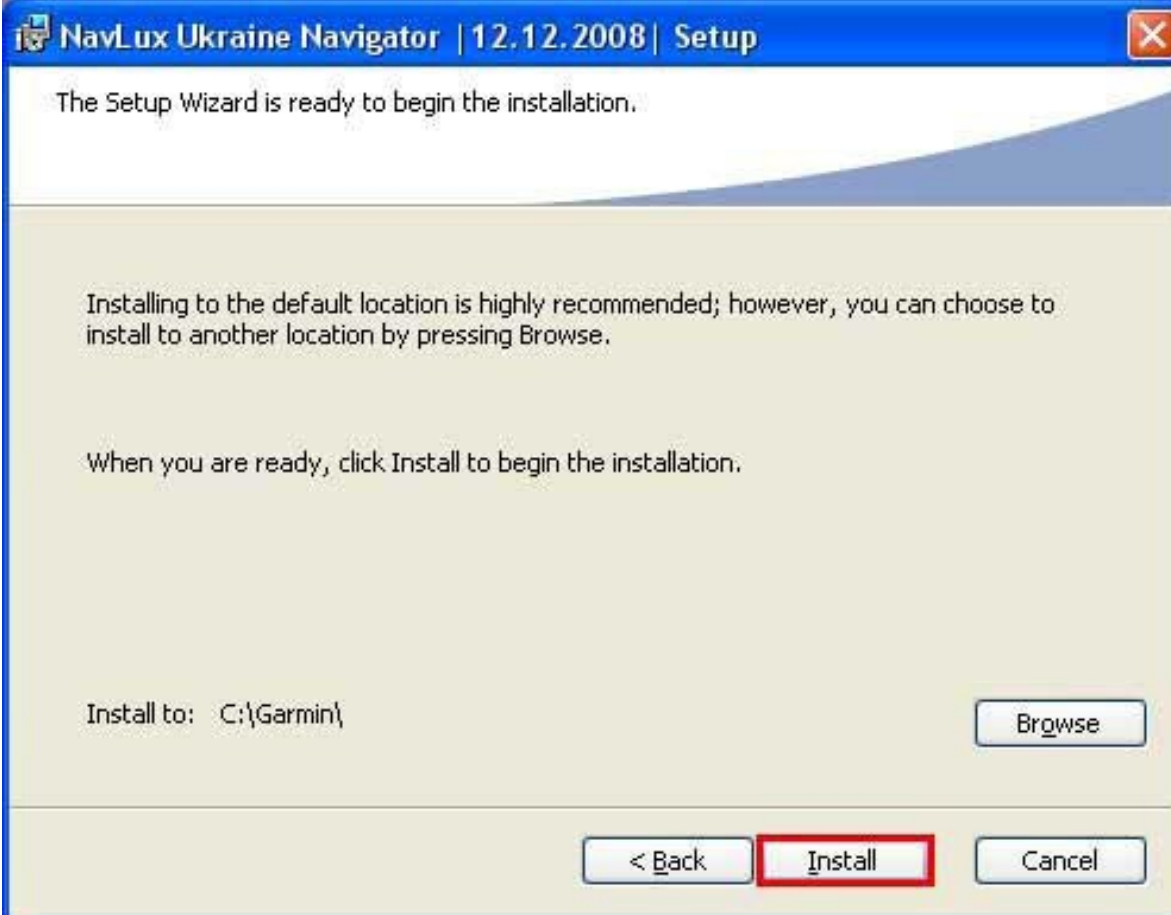 NavLux Ukraine Navigator |12.12.2008| Setup
The Setup Wizard is ready to begin the installation.
Installing to the default location is highly recommended; however, you can choose to
install to another location by pressing Browse.
When you are ready, click Install to begin the installation.
Install to: C:\Garmin\
Browse
< Back Install Cancel